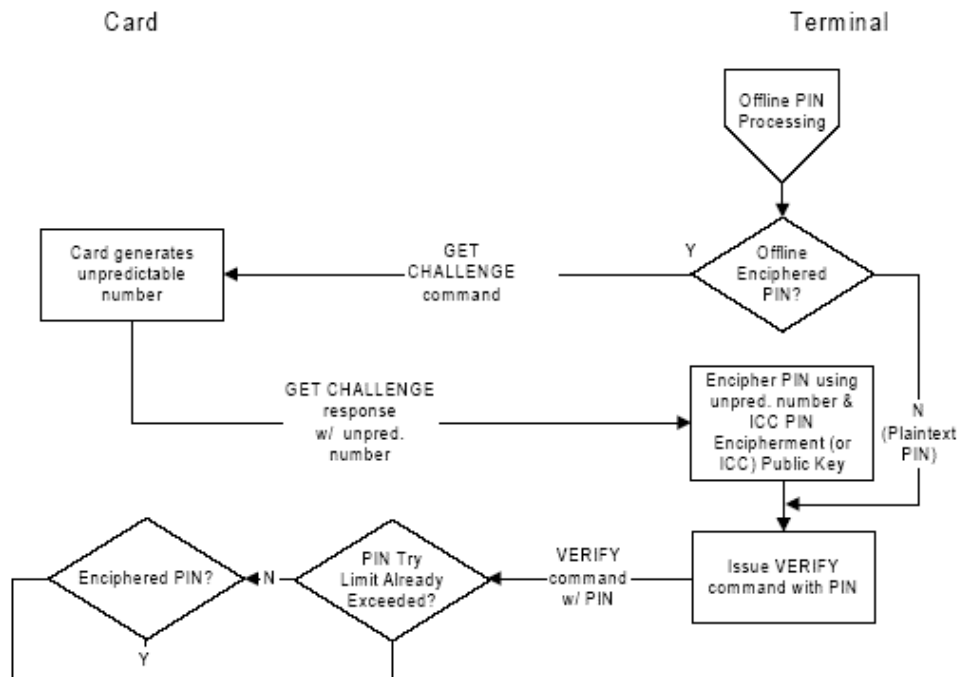 Card
Terminal
Offline PIN
Processing
Card generates
unpredictable
number
GET
CHALLENGE
command
Y
Offline
Enciphered
PIN?
GET CHALLENGE
response
w/ unpred.
number
Encipher PIN using
unpred. number &
ICC PIN
Encipherment (or
ICC) Public Key
N
(Plaintext
PIN)
Enciphered PIN?
N
PIN Try
Limit Already
Exceeded?
VERIFY
command
w/ PIN
Issue VERIFY
command with PIN
Y